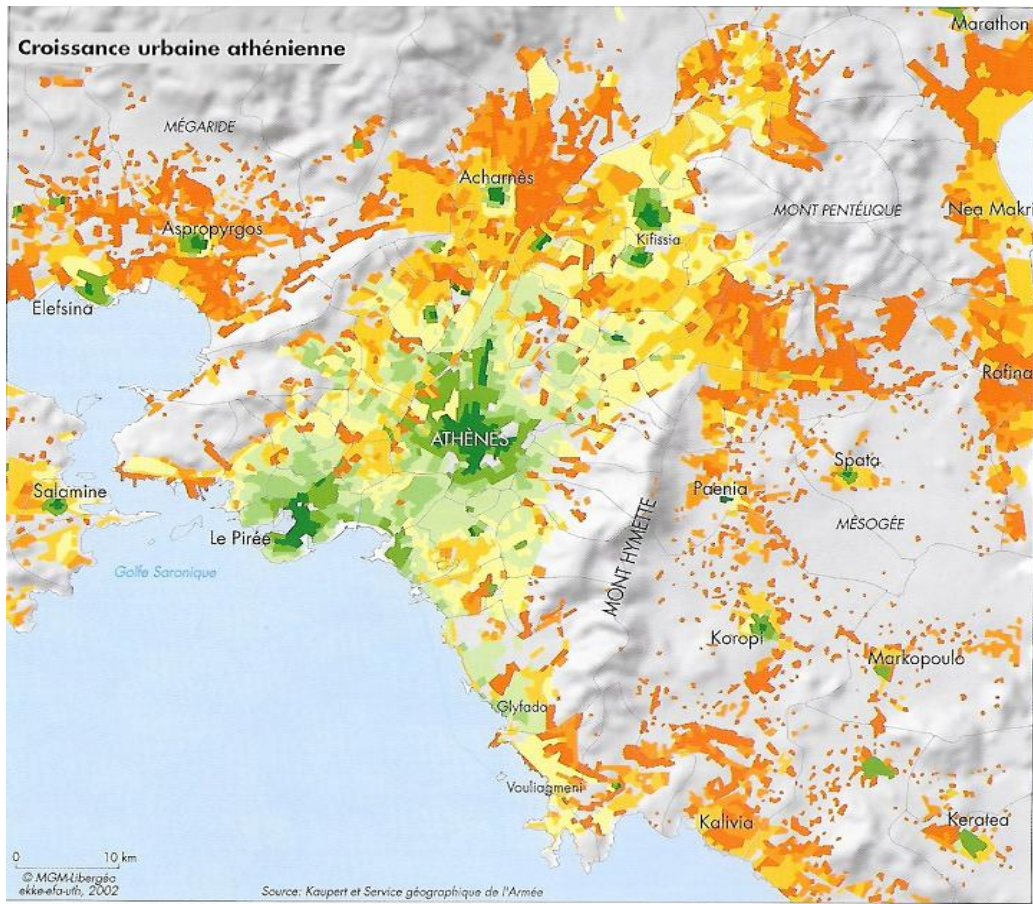 Marathon
Croissance urbaine athénienne
MÉGARIDE
Acharnès
MONT PENTÉLIQUE
Nea Makri
Aspropyrgos
Kifissia
Elefsina
Rafina
ATHÈNES
Spata
Salamine
Paenia
MÉSOGÉE
Le Pirée
MONT HYMETTE
Golfe Saronique
Koropi
Markopoulo
Glyfada
Vouliagmeni
Kalivia
Keratea
0 10 km
© MGM-Libergéo
ekke-efa-uth, 2002
Source: Kaupert et Service géographique de l'Armée